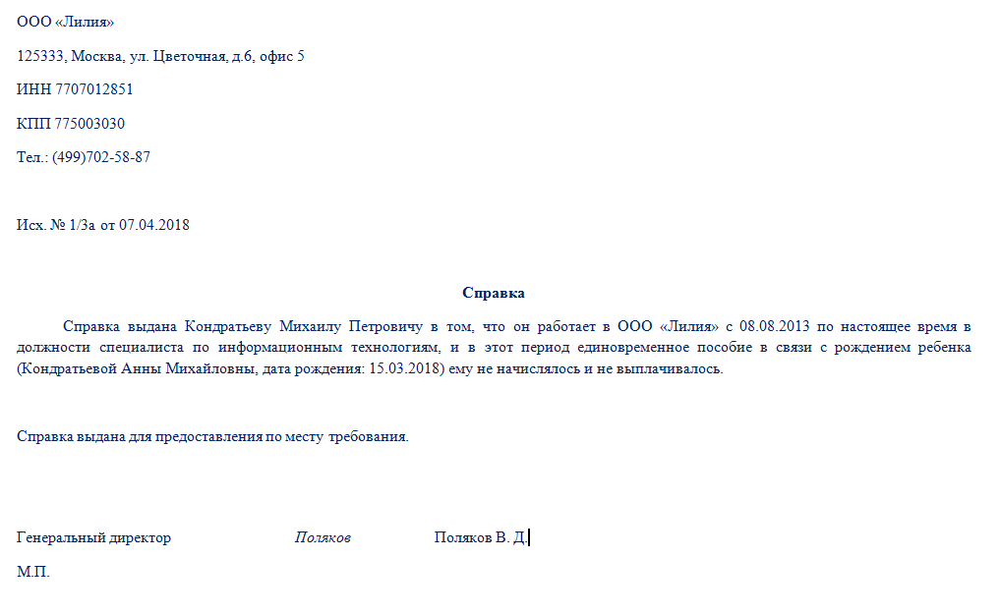 ООО «Лилия»
125333, Москва, ул. Цветочная, д.6, офис 5
ИНН 7707012851
КПП 775003030
Тел.: (499)702-58-87
Исх. № 1/3а от 07.04.2018
Справка
Справка выдана Кондратьеву Михаилу Петровичу в том, что он работает в ООО «Лилия» с 08.08.2013 по настоящее время в
должности специалиста по информационным технологиям, и в этот период единовременное пособие в связи с рождением ребенка
(Кондратьевой Анны Михайловны, дата рождения: 15.03.2018) ему не начислялось и не выплачивалось.
Справка выдана для предоставления по месту требования.
Генеральный директор Поляков Поляков В. Д.
М.П.